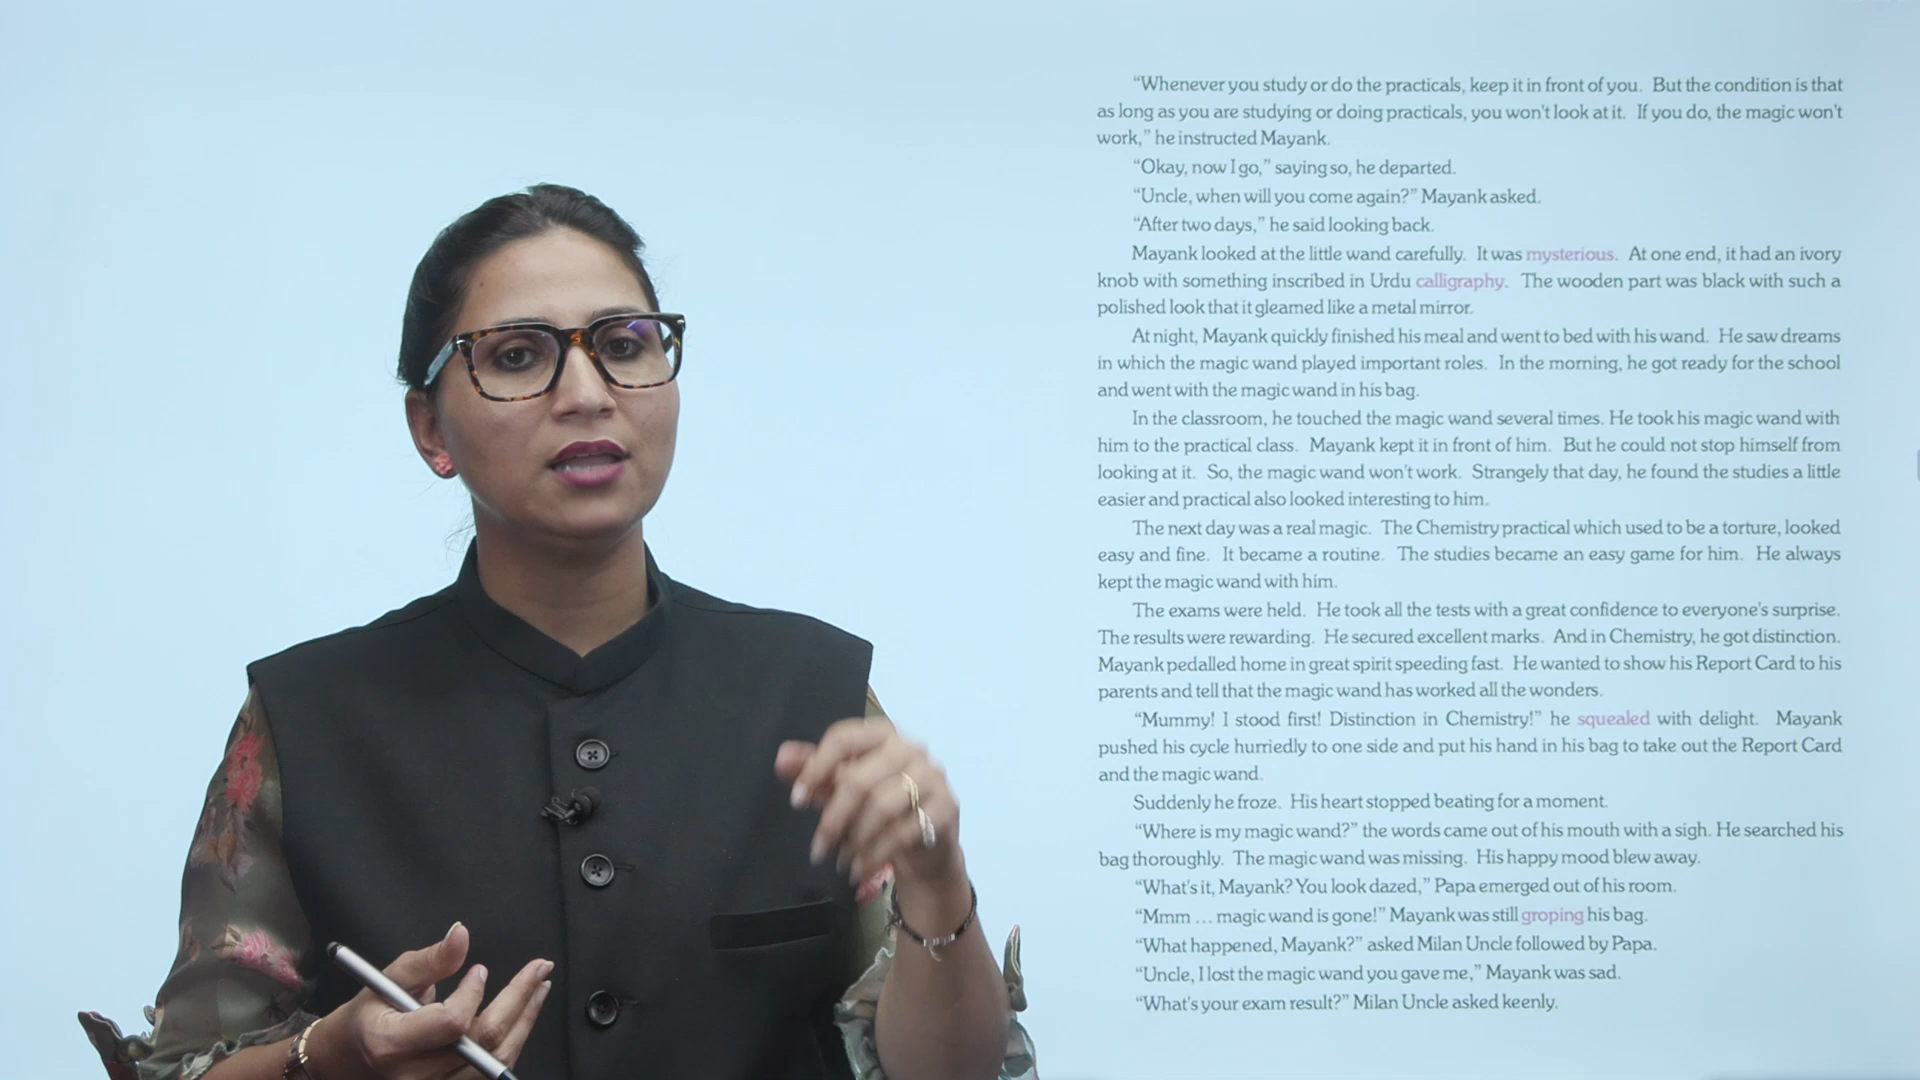 “Whenever you study or do the practicals, keep it in front of you. But the condition is that
as long as you are studying or doing practicals, you won't look at it. If you do, the magic won't
work,” he instructed Mayank.
“Okay, now I go,” saying so, he departed.
“Uncle, when will you come again?” Mayank asked.
“After two days,” he said looking back.
Mayank looked at the little wand carefully. It was mysterious. At one end, it had an ivory
knob with something inscribed in Urdu calligraphy. The wooden part was black with such a
polished look that it gleamed like a metal mirror.
At night, Mayank quickly finished his meal and went to bed with his wand. He saw dreams
in which the magic wand played important roles. In the morning, he got ready for the school
and went with the magic wand in his bag.
In the classroom, he touched the magic wand several times. He took his magic wand with
him to the practical class. Mayank kept it in front of him. But he could not stop himself from
looking at it. So, the magic wand won't work. Strangely that day, he found the studies a little
easier and practical also looked interesting to him.
The next day was a real magic. The Chemistry practical which used to be a torture, looked
easy and fine. It became a routine. The studies became an easy game for him. He always
kept the magic wand with him.
The exams were held. He took all the tests with a great confidence to everyone's surprise.
The results were rewarding. He secured excellent marks. And in Chemistry, he got distinction.
Mayank pedalled home in great spirit speeding fast. He wanted to show his Report Card to his
parents and tell that the magic wand has worked all the wonders.
“Mummy! I stood first! Distinction in Chemistry!” he squealed with delight. Mayank
pushed his cycle hurriedly to one side and put his hand in his bag to take out the Report Card
and the magic wand.
Suddenly he froze. His heart stopped beating for a moment.
“Where is my magic wand?” the words came out of his mouth with a sigh. He searched his
bag thoroughly. The magic wand was missing. His happy mood blew away.
“What's it, Mayank? You look dazed,” Papa emerged out of his room.
“Mmm ... magic wand is gone!” Mayank was still groping his bag.
“What happened, Mayank?” asked Milan Uncle followed by Papa.
“Uncle, I lost the magic wand you gave me,” Mayank was sad.
“What's your exam result?” Milan Uncle asked keenly.